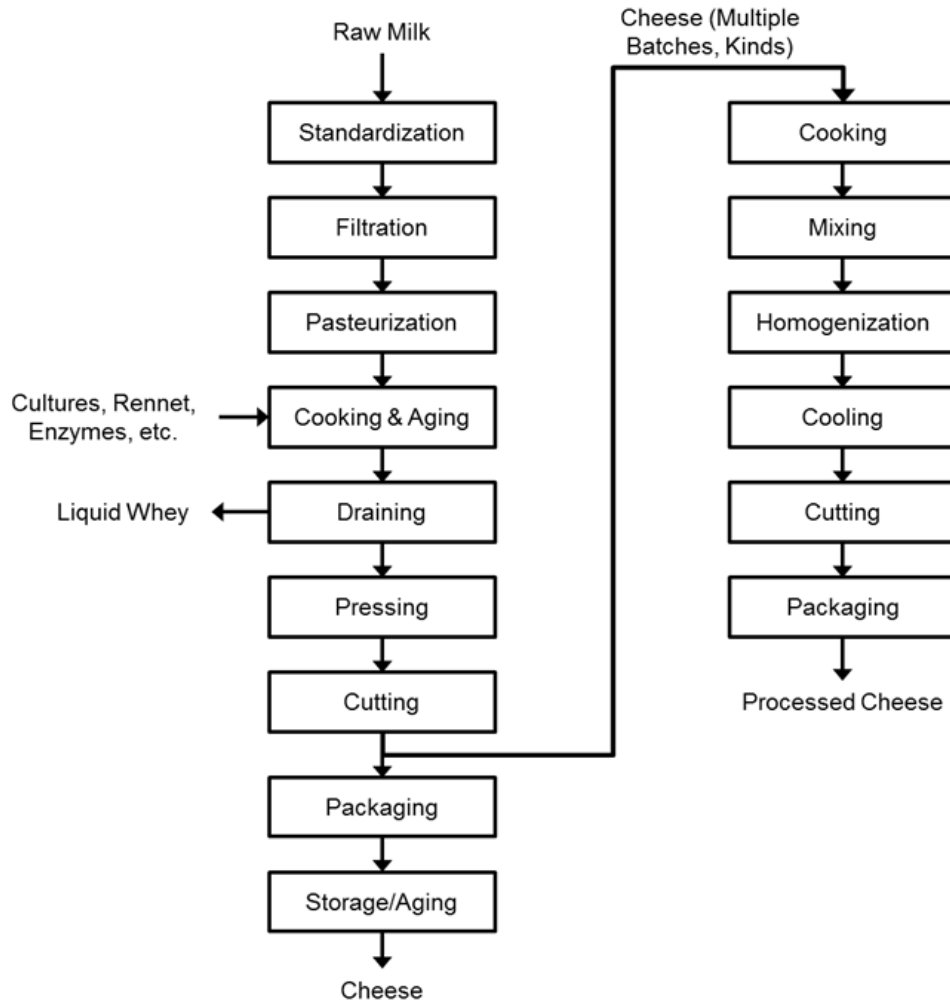 Raw Milk
Standardization
Filtration
Pasteurization
Cultures, Rennet,
Enzymes, etc.
Cooking & Aging
Liquid Whey
Draining
Pressing
Cutting
Packaging
Storage/Aging
Cheese
Cheese (Multiple
Batches, Kinds)
Cooking
Mixing
Homogenization
Cooling
Cutting
Packaging
Processed Cheese